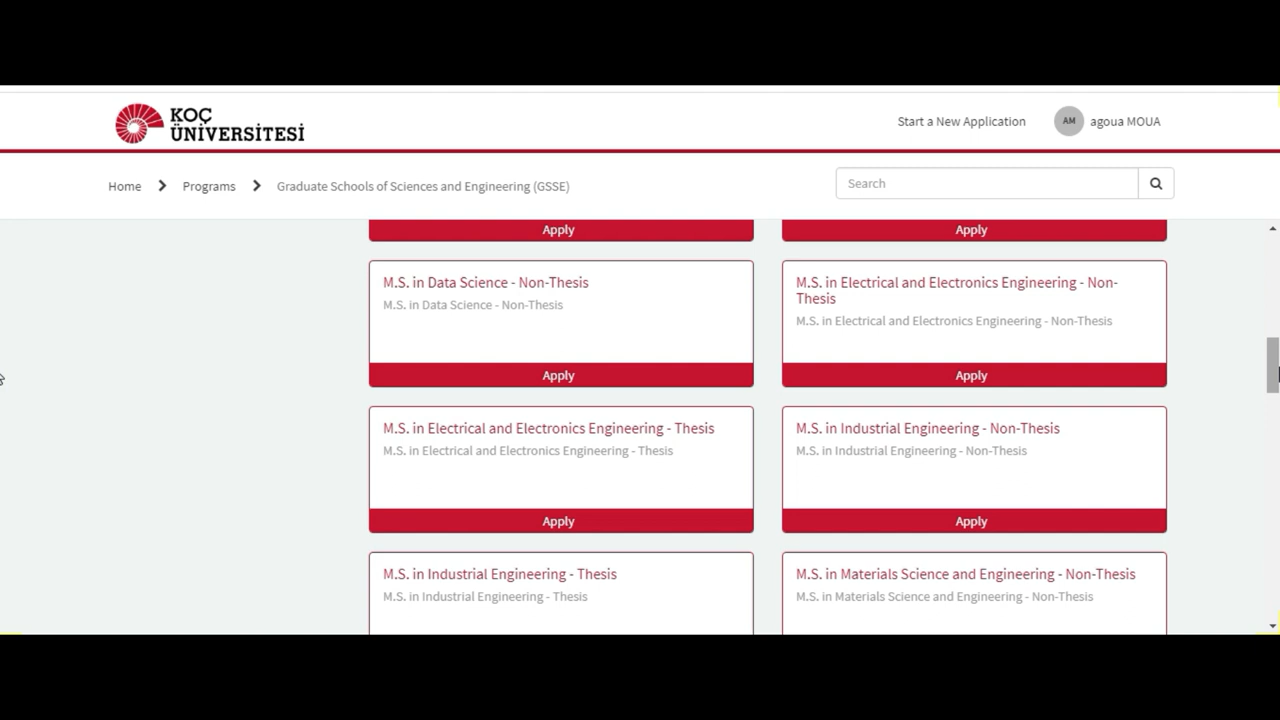 KOÇ
ÜNİVERSİTESİ
Start a New Application
AM
agoua MOUA
Home
Programs
Graduate Schools of Sciences and Engineering (GSSE)
Search
Apply
Apply
M.S. in Data Science - Non-Thesis
M.S. in Data Science - Non-Thesis
Apply
M.S. in Electrical and Electronics Engineering - Non-
Thesis
M.S. in Electrical and Electronics Engineering - Non-Thesis
Apply
M.S. in Electrical and Electronics Engineering - Thesis
M.S. in Electrical and Electronics Engineering - Thesis
Apply
M.S. in Industrial Engineering - Non-Thesis
M.S. in Industrial Engineering - Non-Thesis
Apply
M.S. in Industrial Engineering - Thesis
M.S. in Industrial Engineering - Thesis
M.S. in Materials Science and Engineering - Non-Thesis
M.S. in Materials Science and Engineering - Non-Thesis